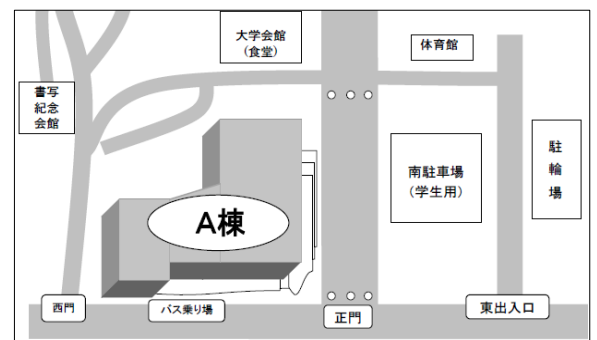 大学会館
(食堂)
体育館
書写
紀念
会館
駐
輪
場
南駐車場
(学生用)
A棟
西門
バス乗り場
正門
東出入口